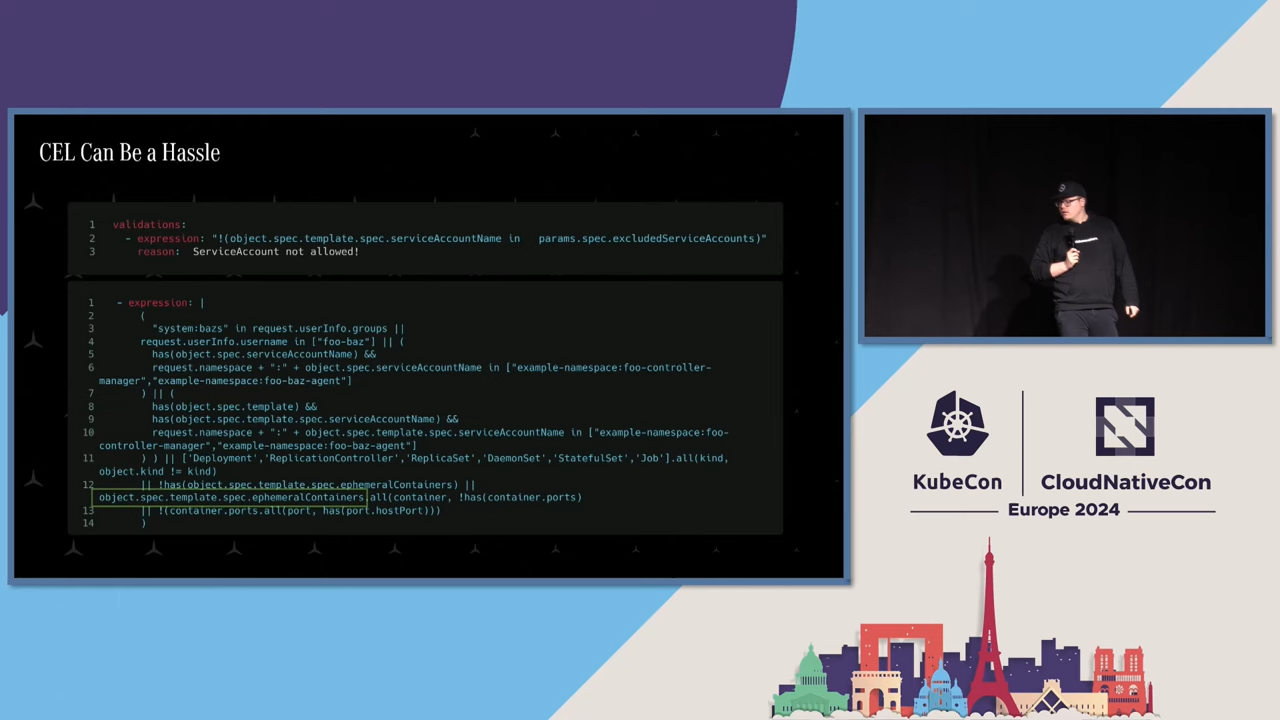 CEL Can Be a Hassle
1 validations:
2 - expression: "!(object.spec.template.spec.serviceAccountName in params.spec.excludedServiceAccounts)"
3 reason: ServiceAccount not allowed!
1 - expression: |
2 (
3 "system:bazs" in request.userInfo.groups ||
4 request.userInfo.username in ["foo-baz"] || (
5 has(object.spec.serviceAccountName) &&
6 request.namespace + ":" + object.spec.serviceAccountName in ["example-namespace:foo-controller-
manager","example-namespace:foo-baz-agent"]
7 ) || (
8 has(object.spec.template) &&
9 has(object.spec.template.spec.serviceAccountName) &&
10 request.namespace + ":" + object.spec.template.spec.serviceAccountName in ["example-namespace:foo-
controller-manager","example-namespace:foo-baz-agent"]
11 ) ) || ['Deployment','ReplicationController','ReplicaSet','DaemonSet','StatefulSet','Job'].all(kind,
object.kind != kind)
12 || !has(object.spec.template.spec.ephemeralContainers) ||
object.spec.template.spec.ephemeralContainers.all(container, !has(container.ports)
13 || !(container.ports.all(port, has(port.hostPort)))
14 )
KubeCon
CloudNativeCon
Europe 2024